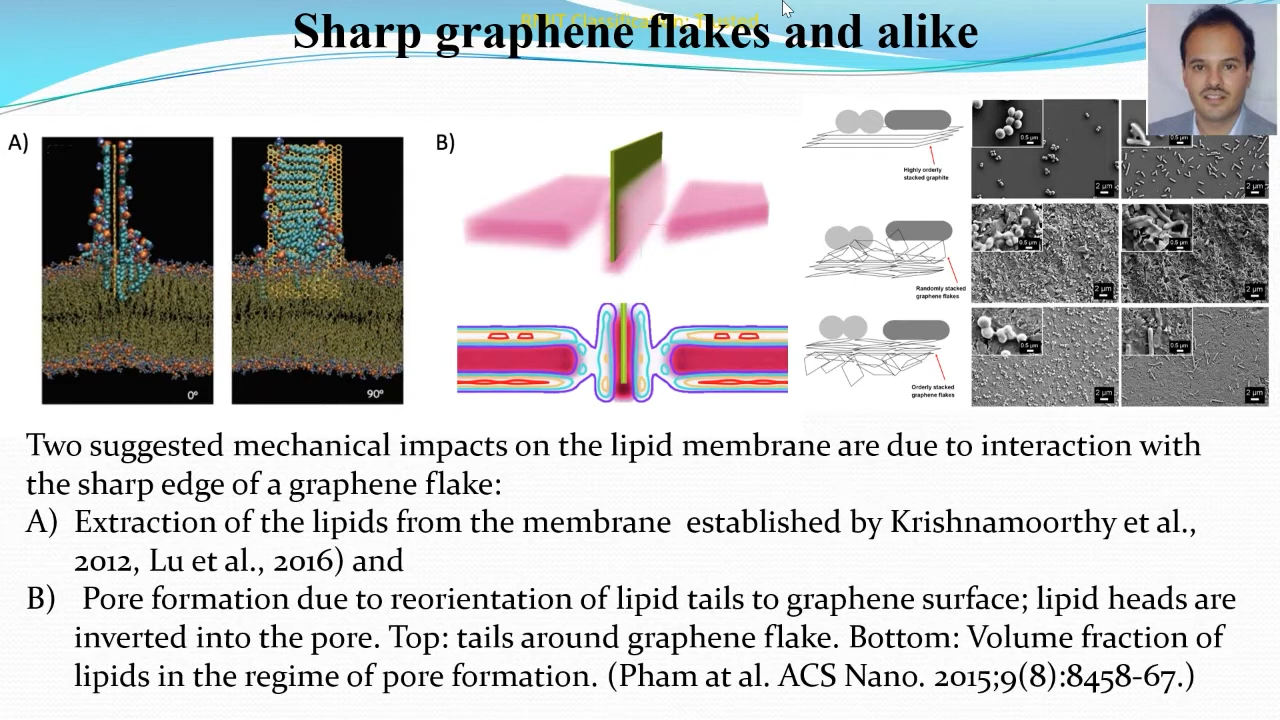 RMIT Classification: Trusted
Sharp graphene flakes and alike
A)
0°
90°
B)
Highly orderly
stacked graphite
Randomly stacked
graphene flakes
Orderly stacked
graphene flakes
0.5 µm
2 µm
0.5 µm
2 µm
0.5 µm
2 µm
0.5 µm
2 µm
0.5 µm
2 µm
0.5 µm
2 µm
Two suggested mechanical impacts on the lipid membrane are due to interaction with
the sharp edge of a graphene flake:
A) Extraction of the lipids from the membrane established by Krishnamoorthy et al.,
2012, Lu et al., 2016) and
B) Pore formation due to reorientation of lipid tails to graphene surface; lipid heads are
inverted into the pore. Top: tails around graphene flake. Bottom: Volume fraction of
lipids in the regime of pore formation. (Pham at al. ACS Nano. 2015;9(8):8458-67.)